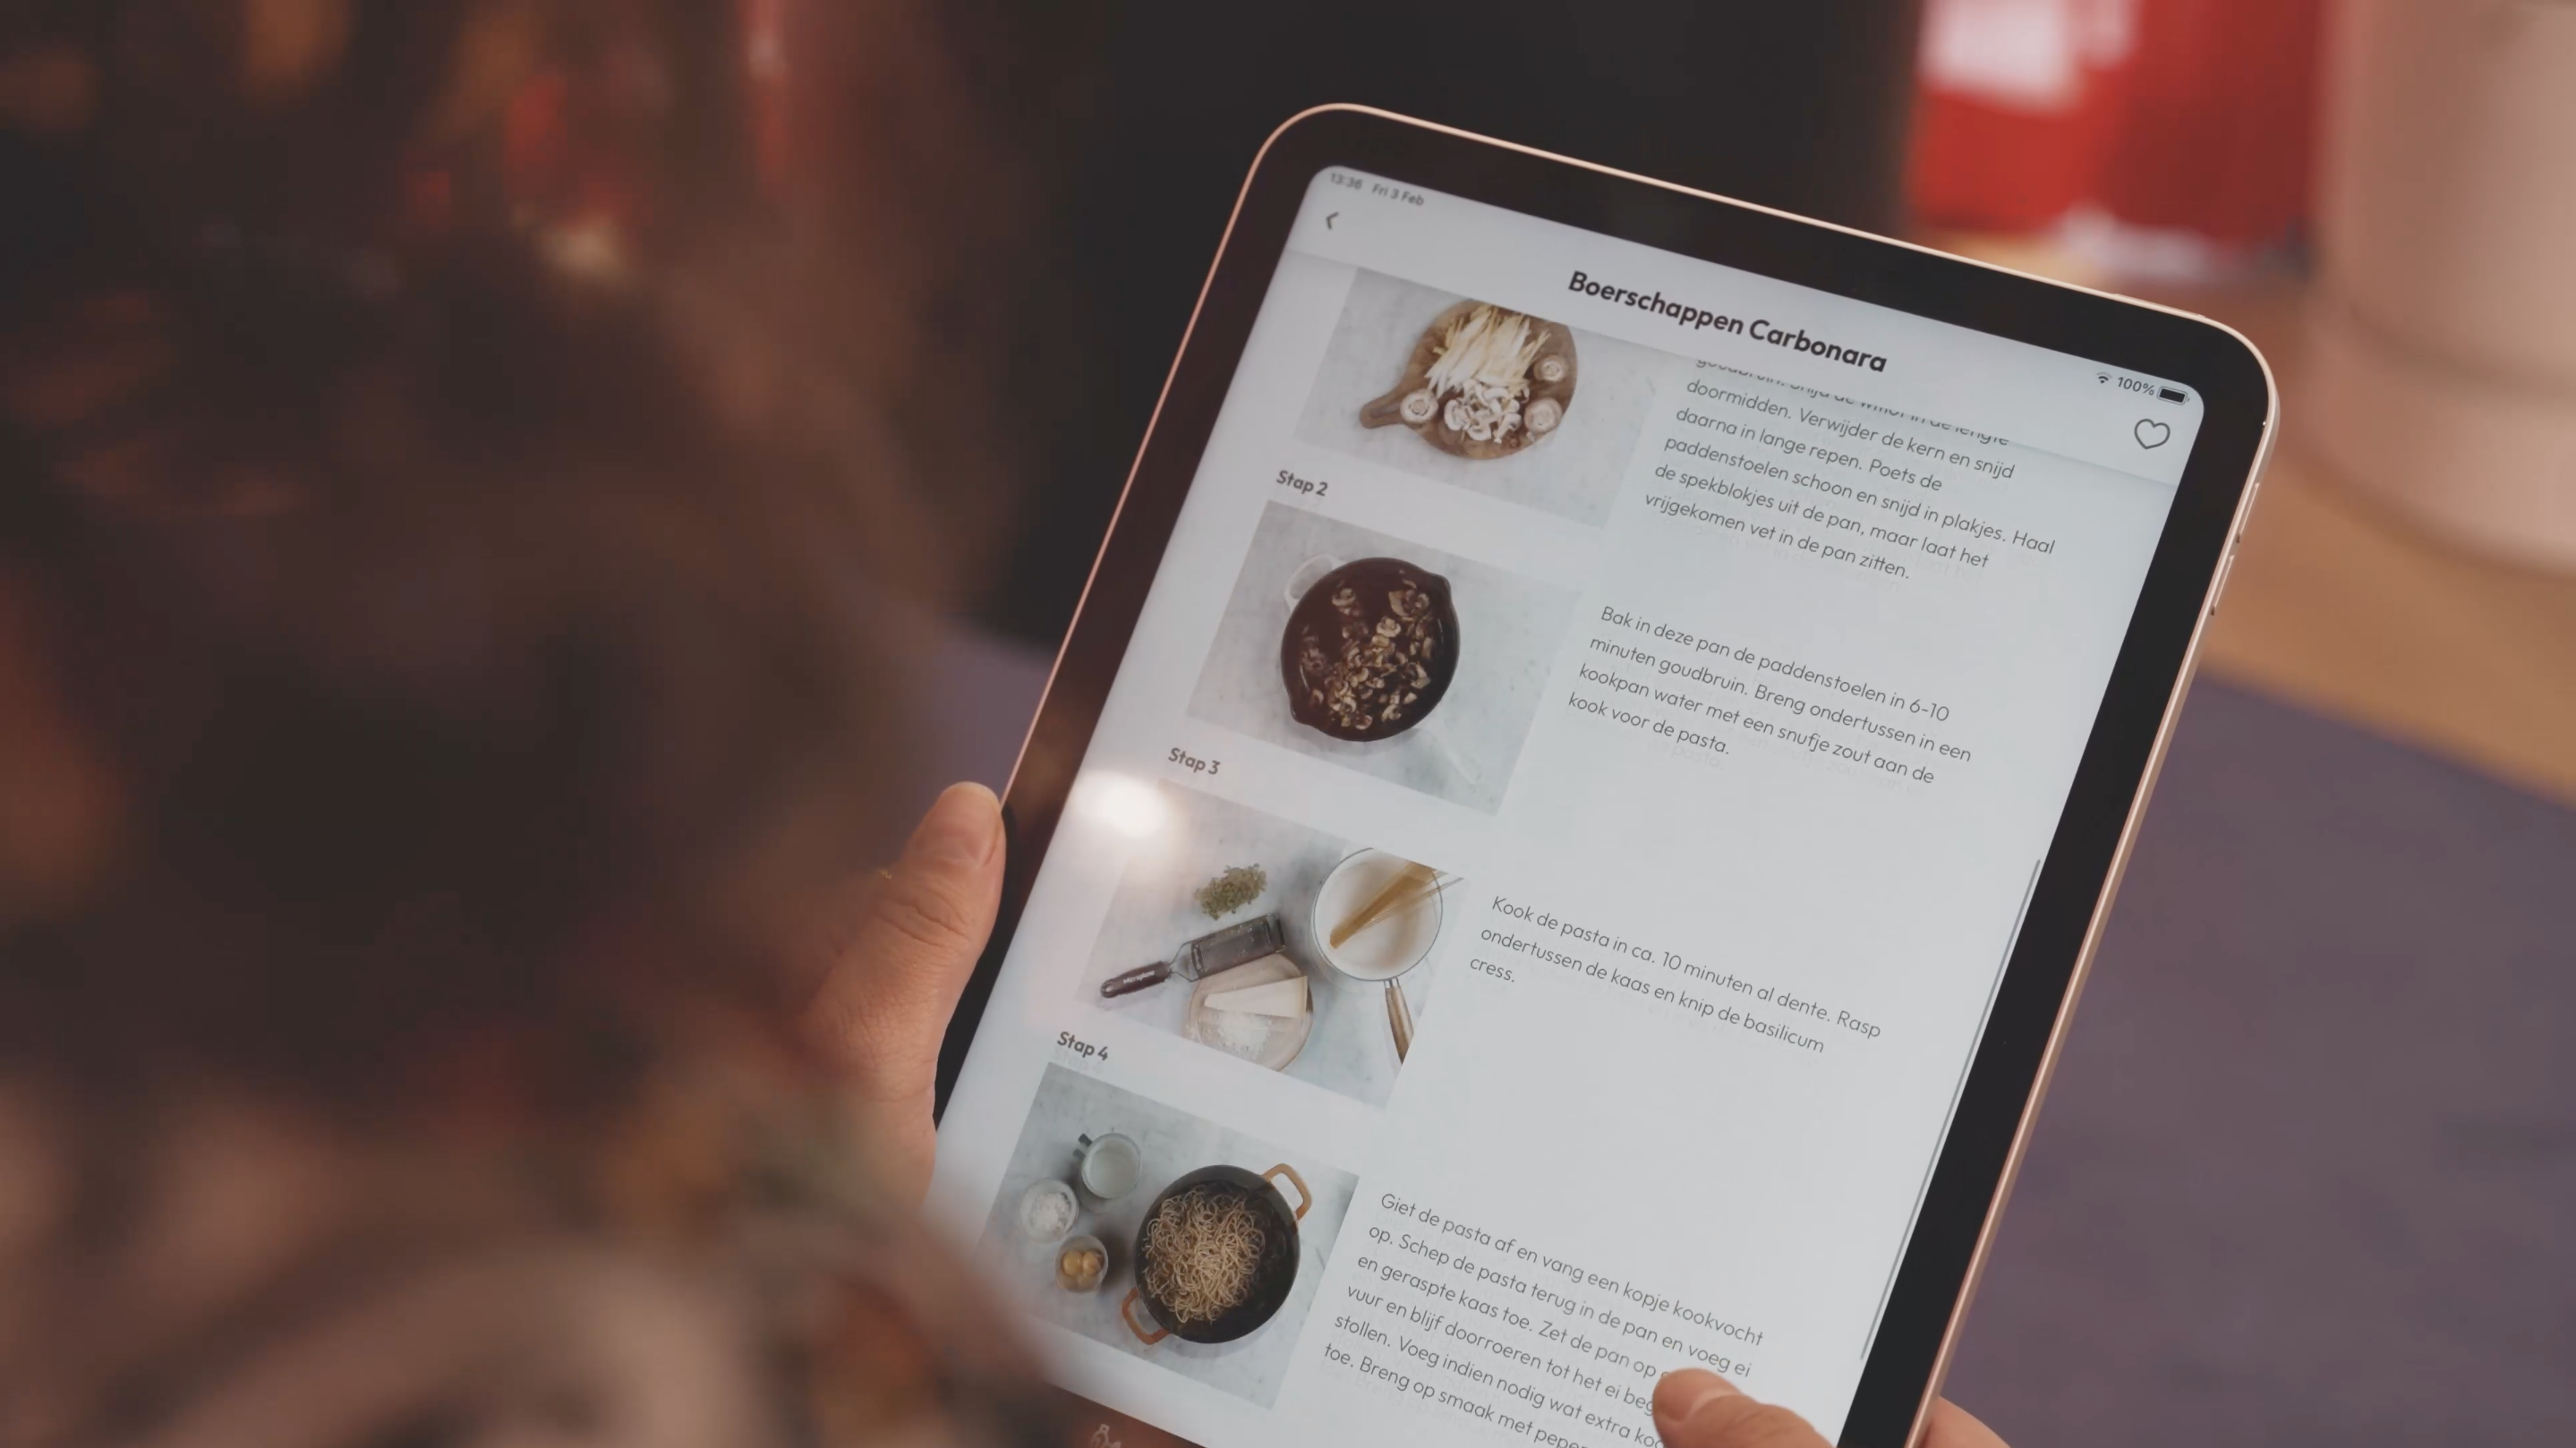 13:36 Fri 3 Feb
100%
Boerschappen Carbonara
goudbruin. Snijd de witlof in de lengte
doormidden. Verwijder de kern en snijd
daarna in lange repen. Poets de
paddenstoelen schoon en snijd in plakjes. Haal
de spekblokjes uit de pan, maar laat het
vrijgekomen vet in de pan zitten.
Stap 2
Bak in deze pan de paddenstoelen in 6-10
minuten goudbruin. Breng ondertussen in een
kookpan water met een snufje zout aan de
kook voor de pasta.
Stap 3
Kook de pasta in ca. 10 minuten al dente. Rasp
ondertussen de kaas en knip de basilicum
cress.
Stap 4
Giet de pasta af en vang een kopje kookvocht
op. Schep de pasta terug in de pan en voeg ei
en geraspte kaas toe. Zet de pan op
vuur en blijf doorroeren tot het ei beg
stollen. Voeg indien nodig wat extra koo
toe. Breng op smaak met peper